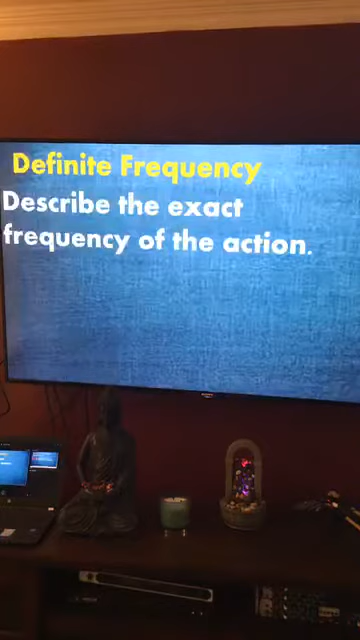 Definite Frequency
Describe the exact
frequency of the action.